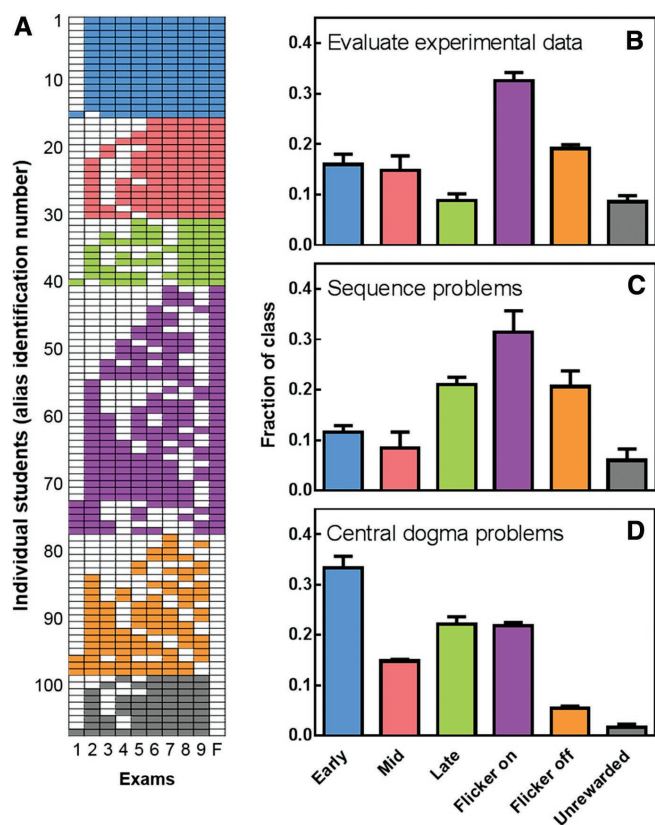 A
Individual students (alias identification number)
1
10
20
30
40
50
60
70
80
90
100
1 2 3 4 5 6 7 8 9 F
Exams
Fraction of class
Evaluate experimental data B
0.4
0.3
0.2
0.1
0.0
Sequence problems C
0.4
0.3
0.2
0.1
0.0
Central dogma problems D
0.4
0.3
0.2
0.1
0.0
Early
Mid
Late
Flicker on
Flicker off
Unrewarded